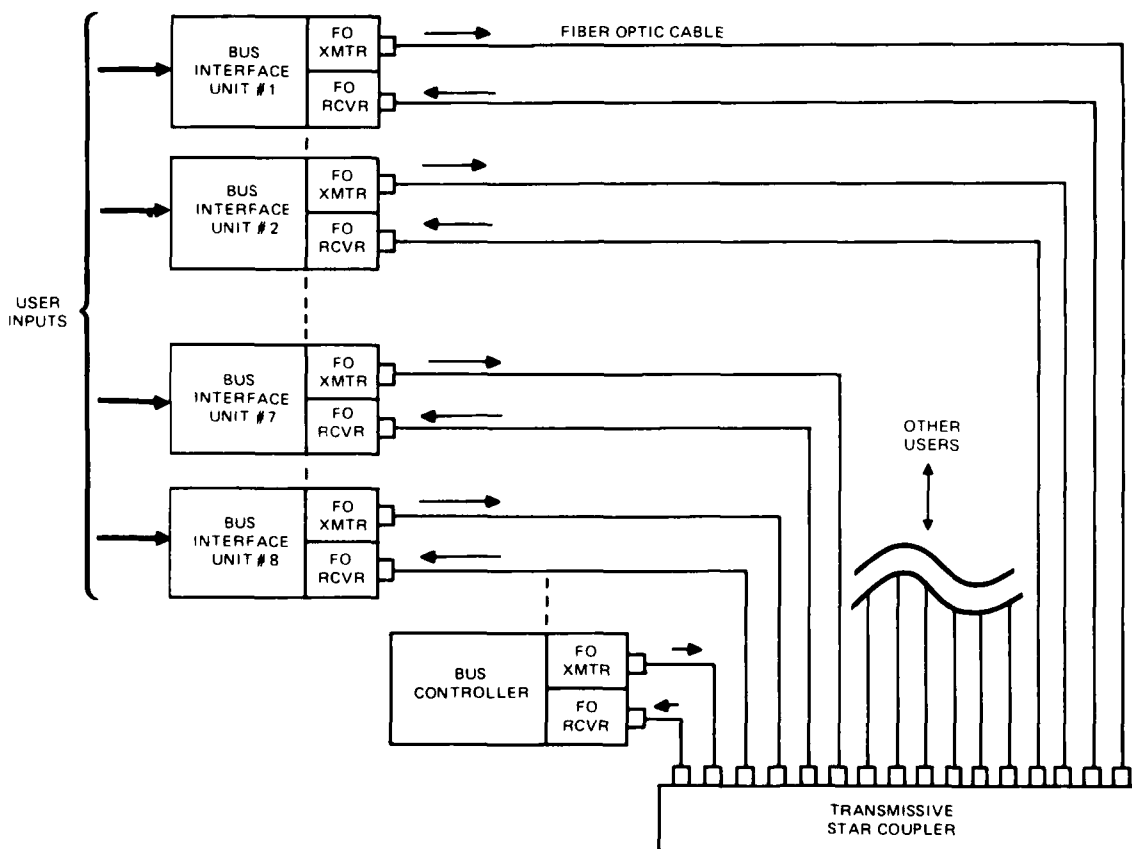 USER
INPUTS
BUS
INTERFACE
UNIT #1
FO
XMTR
FO
RCVR
FIBER OPTIC CABLE
BUS
INTERFACE
UNIT #2
FO
XMTR
FO
RCVR
BUS
INTERFACE
UNIT #7
FO
XMTR
FO
RCVR
BUS
INTERFACE
UNIT #8
FO
XMTR
FO
RCVR
OTHER
USERS
BUS
CONTROLLER
FO
XMTR
FO
RCVR
TRANSMISSIVE
STAR COUPLER